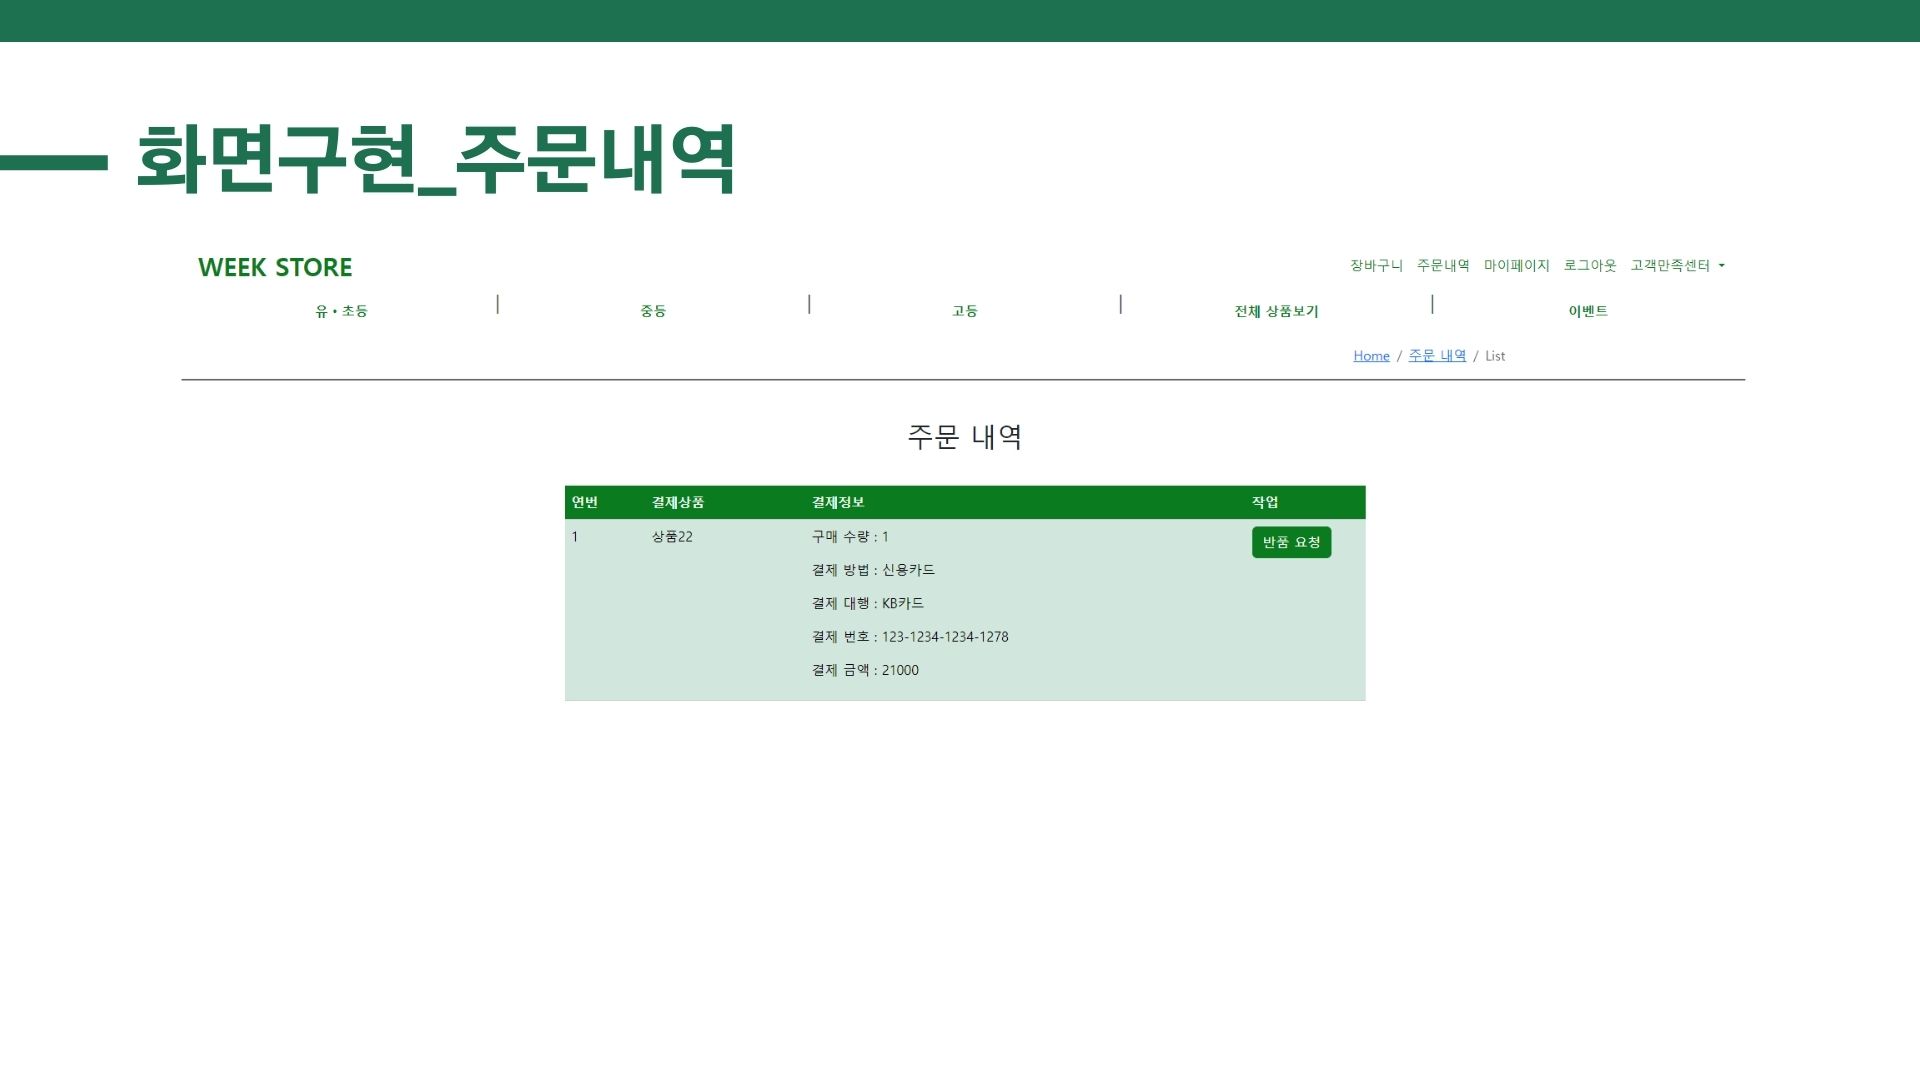 화면구현_주문내역
WEEK STORE
장바구니 주문내역 마이페이지 로그아웃 고객만족센터
유・초등 | 중등 | 고등 | 전체 상품보기 | 이벤트
Home / 주문 내역 / List
주문 내역
연번 결제상품 결제정보 작업
1 상품22 구매 수량 : 1 반품 요청
결제 방법 : 신용카드
결제 대행 : KB카드
결제 번호 : 123-1234-1234-1278
결제 금액 : 21000